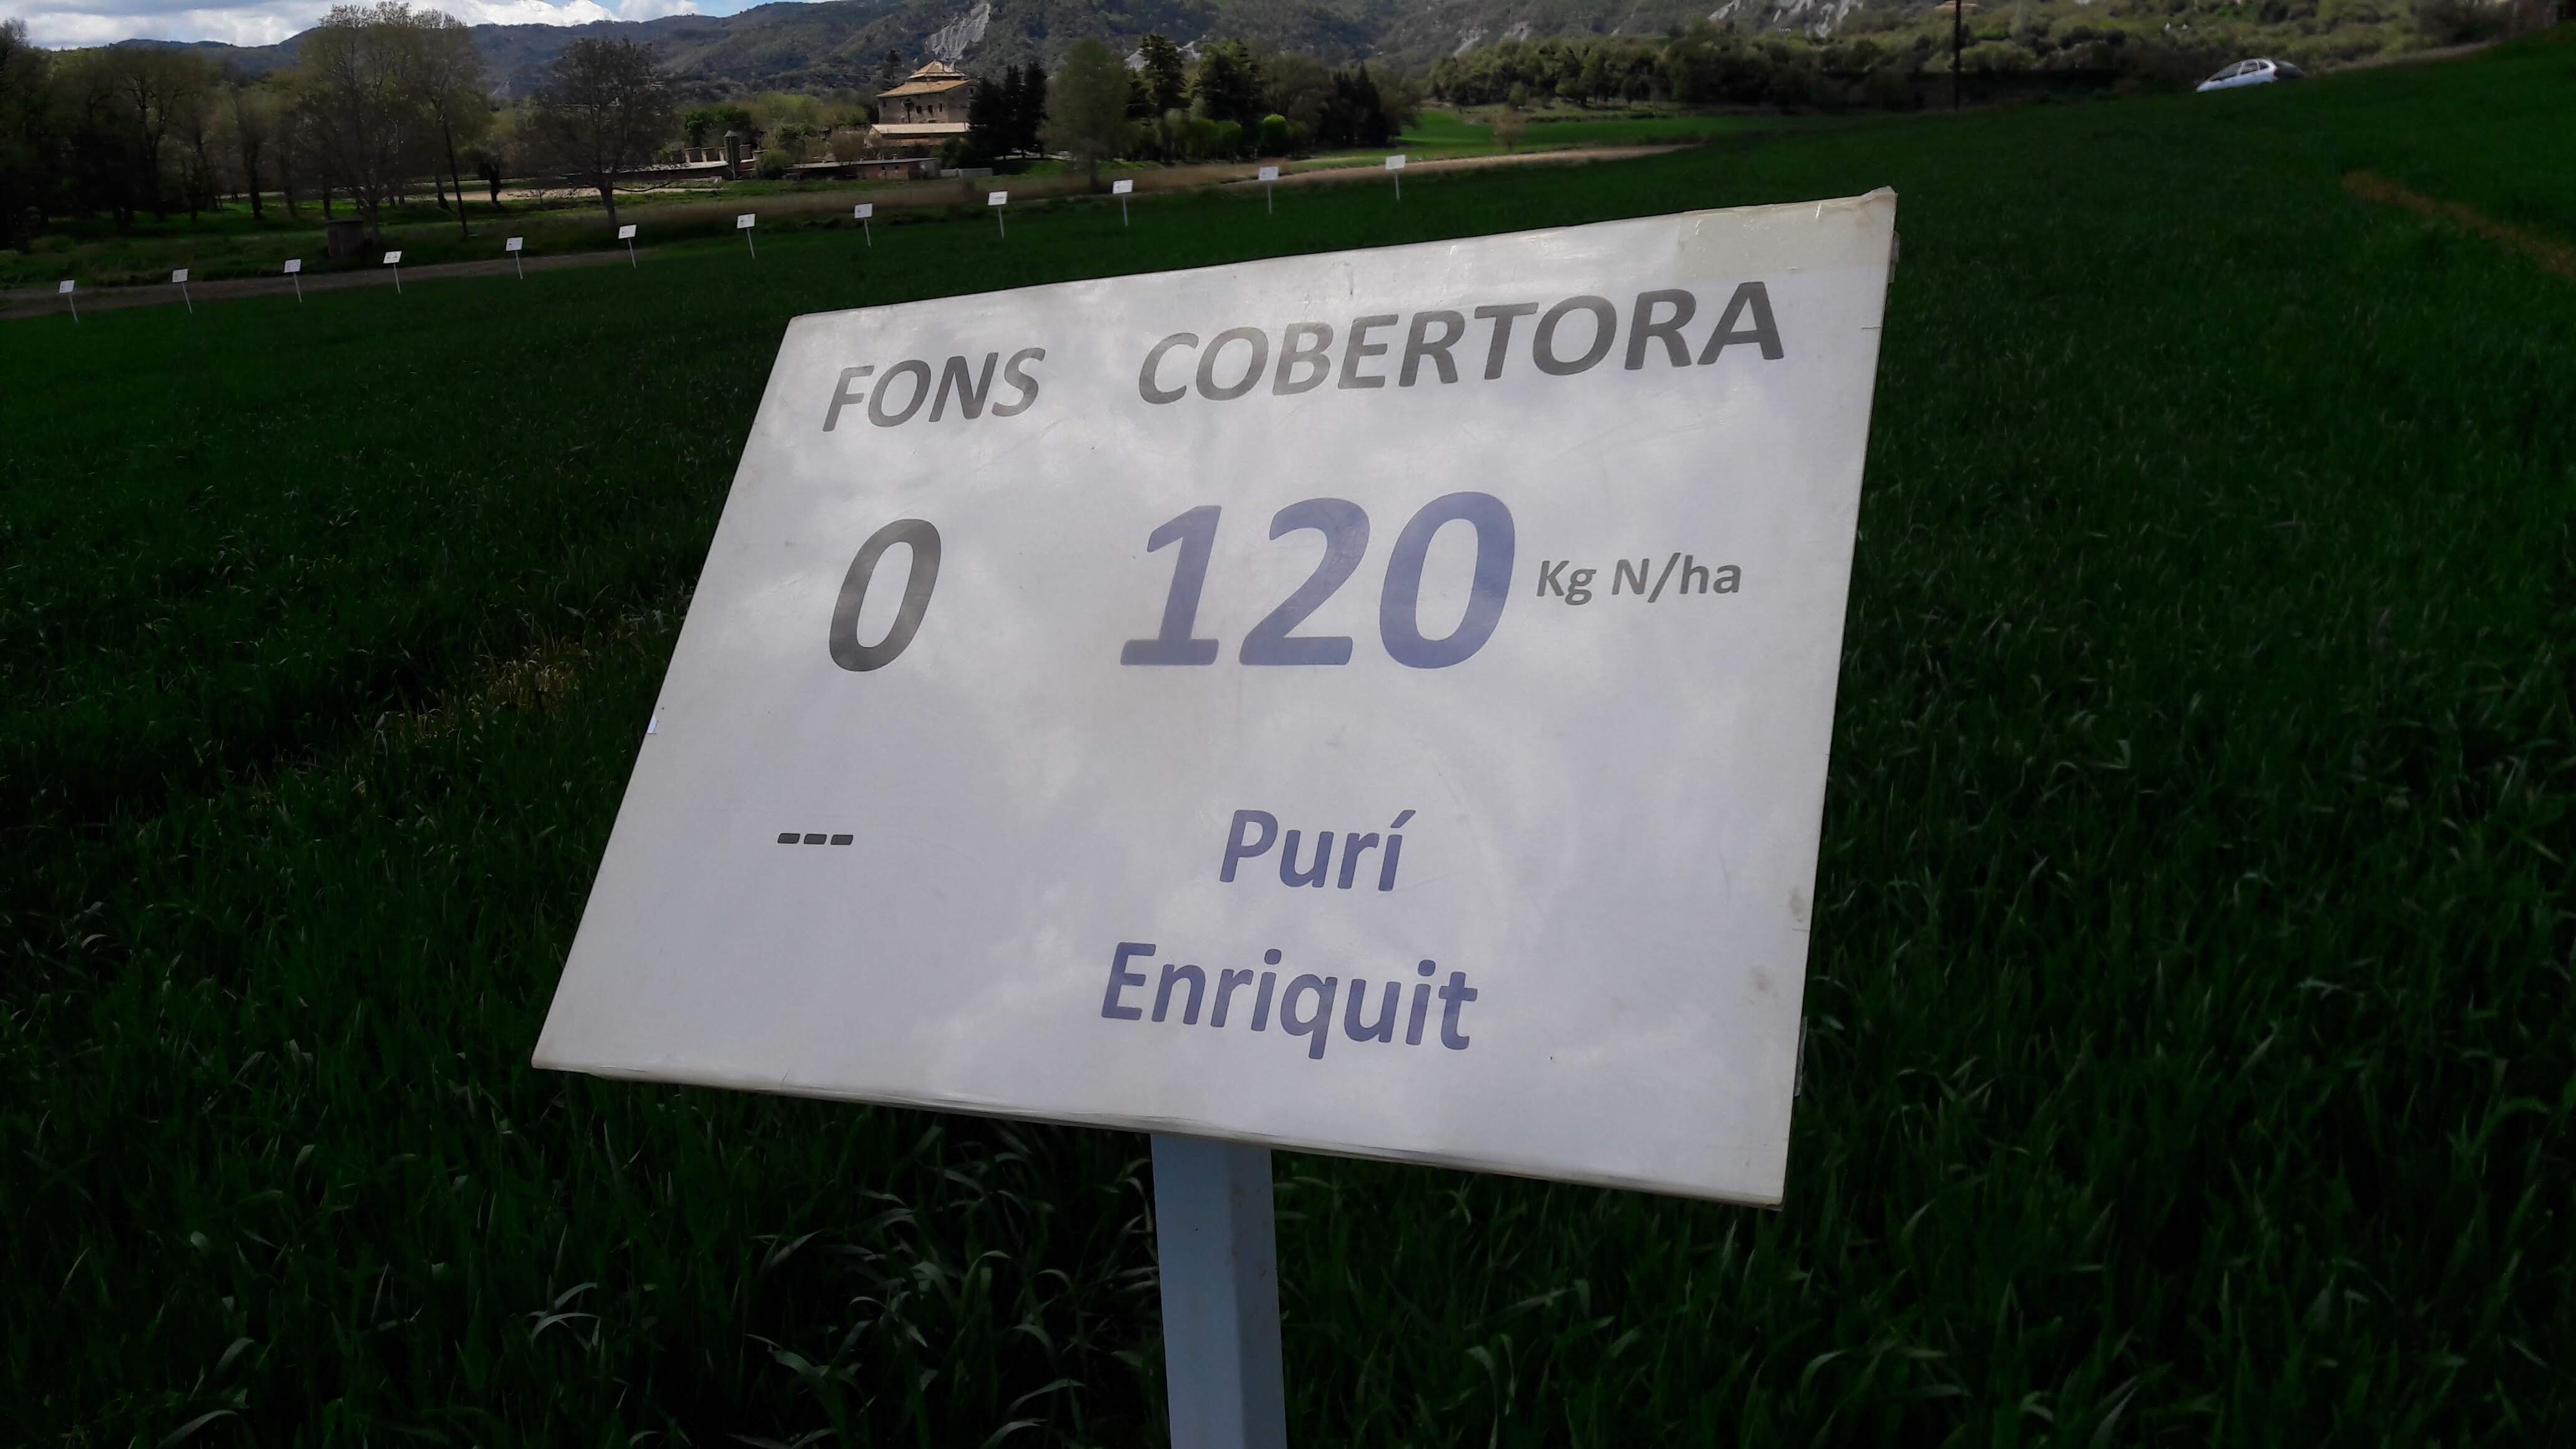 FONS COBERTORA
0 120 Kg N/ha
--- Purí
Enriquit